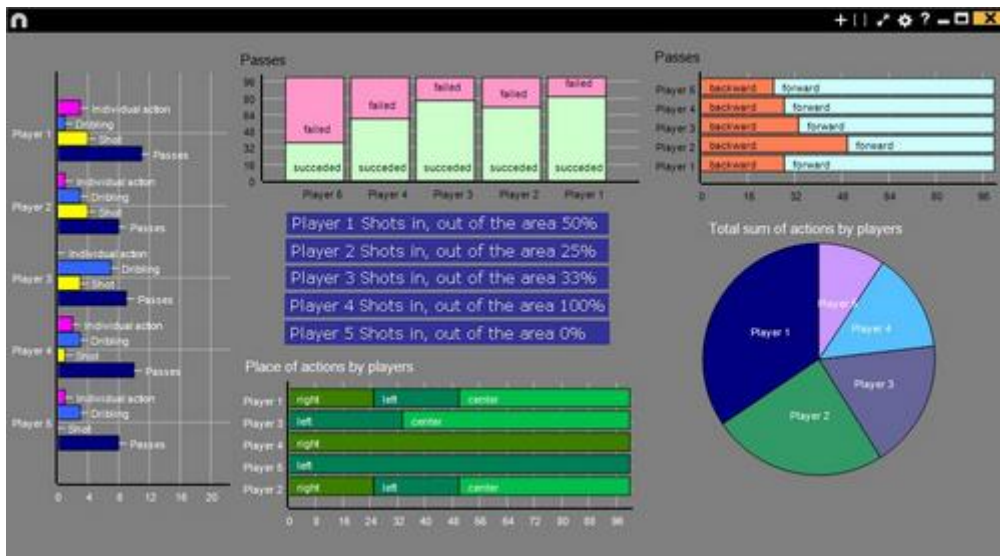 Player 1
Individual action
Dribling
Shot
Passes
Player 2
Individual action
Dribling
Shot
Passes
Player 3
Individual action
Dribling
Shot
Passes
Player 4
Individual action
Dribling
Shot
Passes
Player 5
Individual action
Dribling
Shot
Passes
0 4 8 12 16 20
Passes
96
80
64
48
32
16
0
failed failed failed failed failed
succeded succeded succeded succeded succeded
Player 4 Player 3 Player 2 Player 1
Player 1 Shots in, out of the area 50%
Player 2 Shots in, out of the area 25%
Player 3 Shots in, out of the area 33%
Player 4 Shots in, out of the area 100%
Player 5 Shots in, out of the area 0%
Place of actions by players
Player 1 right left center
Player 3 left center
Player 4 right
Player 5 left
Player 2 right left center
0 8 16 24 32 40 48 56 64 72 80 88 96
Passes
Player 5 backward forward
Player 4 backward forward
Player 3 backward forward
Player 2 backward forward
Player 1 backward forward
0 16 32 48 64 80 96
Total sum of actions by players
Player 5
Player 4
Player 1
Player 3
Player 2